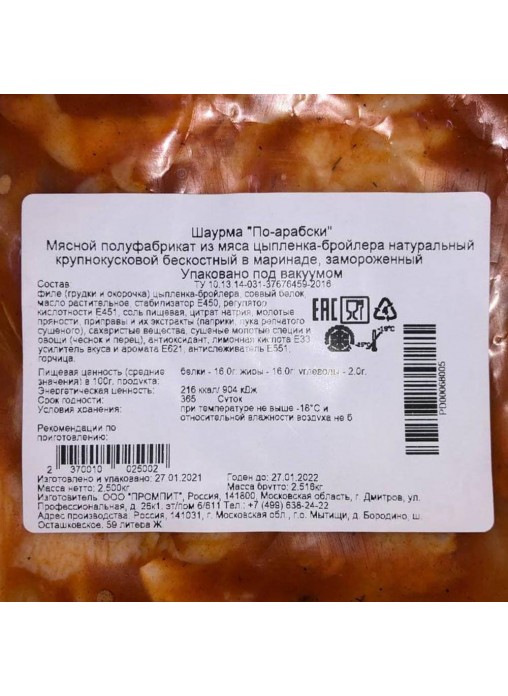 Шаурма "По-арабски"
Мясной полуфабрикат из мяса цыпленка-бройлера натуральный
крупнокусковой бескостный в маринаде, замороженный
Упаковано под вакуумом
Состав: ТУ 10.13.14-031-37676459-2016
Филе (грудки и окорочка) цыпленка-бройлера, соевый белок
масло растительное, стабилизатор Е450, регулятор
кислотности Е451, соль пищевая, цитрат натрия, молотые
пряности, приправы и их экстракты (паприки, лука репчатого
сушеного), сахаристые вещества, сушеные молотые специи и
овощи (чеснок и перец), антиоксидант, лимонная кислота Е33
усилитель вкуса и аромата Е621, антислеживатель Е551
горчица.
EAC
-18°C
Пищевая ценность (средние белки - 16.0г. жиры - 16.0г. углеводы - 2.0г.
значения) в 100г. продукта:
Энергетическая ценность: 216 ккал/ 904 кДж
Срок годности: 365 Суток
Условия хранения: при температуре не выше -18°С и
относительной влажности воздуха не б
Рекомендации по
приготовлению:
PD00068005
2 370010 025002
Изготовлено и упаковано: 27.01.2021 Годен до: 27.01.2022
Масса нетто: 2.500кг Масса брутто: 2.518кг
Изготовитель: ООО "ПРОМПИТ", Россия, 141800, Московская область, г. Дмитров, ул.
Профессиональная, д. 26к1. эт/пом 6/611 Тел.: +7 (499) 638-24-22
Адрес производства: Россия, 141031, г. Московская обл., г.о. Мытищи, д. Бородино, ш
Осташковское, 59 литера Ж